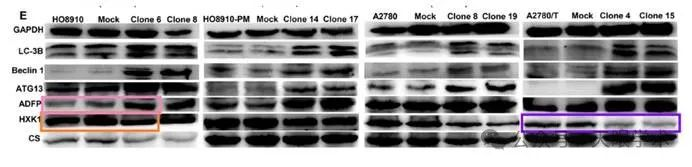 E
HO8910 Mock Clone 6 Clone 8 HO8910-PM Mock Clone 14 Clone 17 A2780 Mock Clone 8 Clone 19 A2780/T Mock Clone 4 Clone 15
GAPDH
LC-3B
Beclin 1
ATG13
ADFP
HXK1
CS